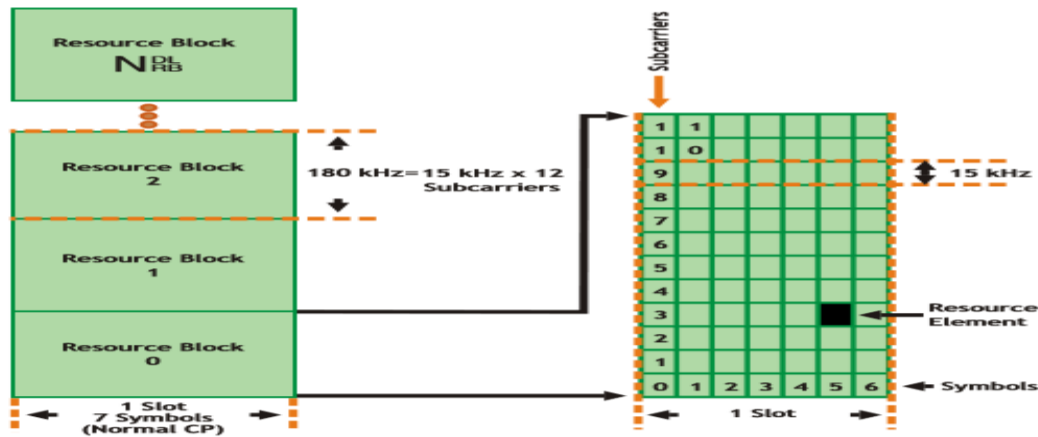 Resource Block
N DL RB
Resource Block
2
180 kHz=15 kHz x 12
Subcarriers
Resource Block
1
Resource Block
0
1 Slot
7 Symbols
(Normal CP)
Subcarriers
1 1
1 0
9
15 kHz
8
7
6
5
4
3
Resource
Element
2
1
0 1 2 3 4 5 6
Symbols
1 Slot